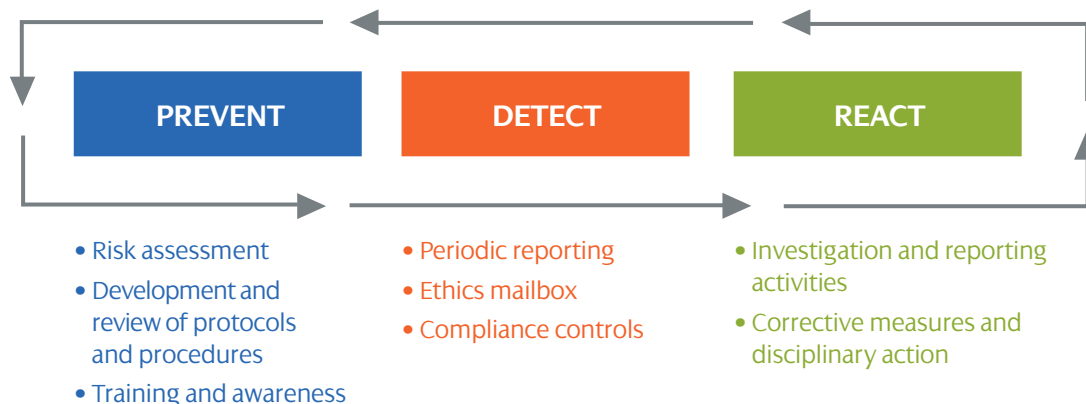 PREVENT
DETECT
REACT
• Risk assessment
• Development and
review of protocols
and procedures
• Training and awareness
• Periodic reporting
• Ethics mailbox
• Compliance controls
• Investigation and reporting
activities
• Corrective measures and
disciplinary action